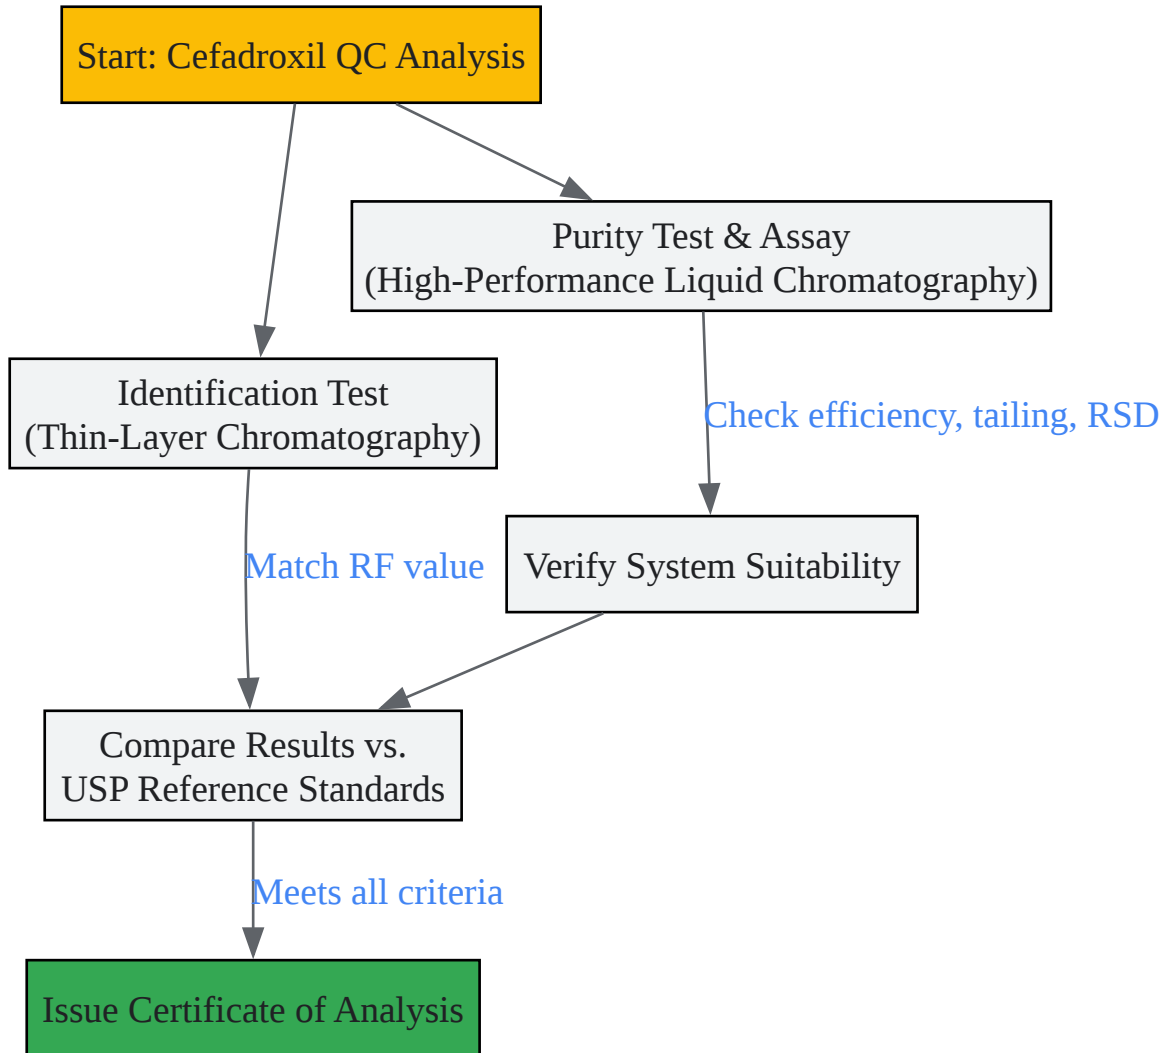 Start: Cefadroxil QC Analysis
Purity Test & Assay
(High-Performance Liquid Chromatography)
Identification Test
(Thin-Layer Chromatography)
Check efficiency, tailing, RSD
Match RF value
Verify System Suitability
Compare Results vs.
USP Reference Standards
Meets all criteria
Issue Certificate of Analysis